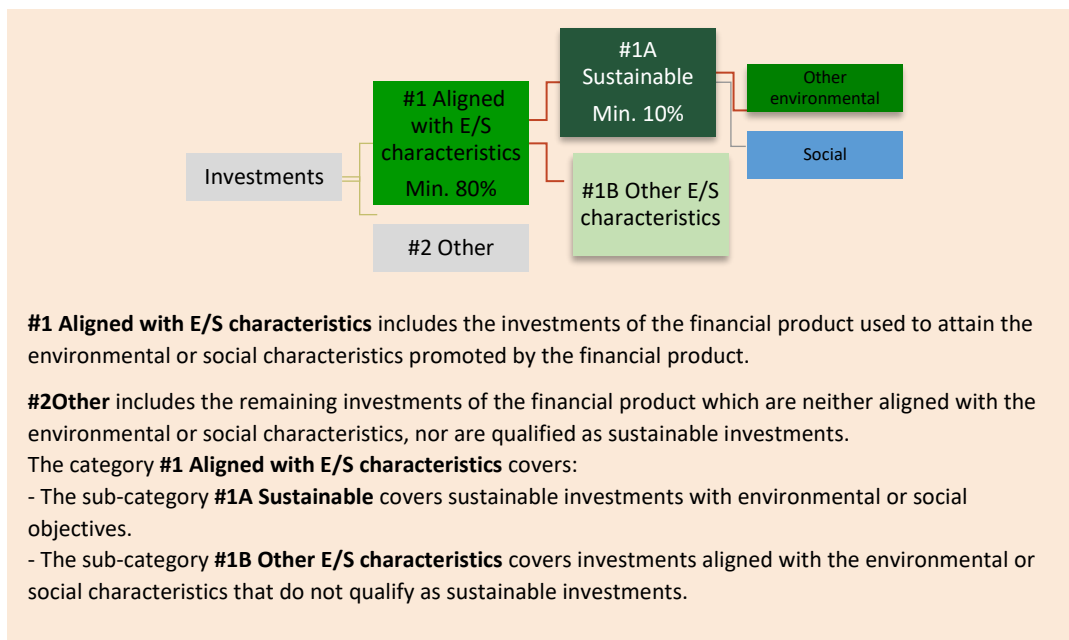 Investments
#1 Aligned
with E/S
characteristics
Min. 80%
#2 Other
#1A
Sustainable
Min. 10%
#1B Other E/S
characteristics
Other
environmental
Social
#1 Aligned with E/S characteristics includes the investments of the financial product used to attain the
environmental or social characteristics promoted by the financial product.
#2Other includes the remaining investments of the financial product which are neither aligned with the
environmental or social characteristics, nor are qualified as sustainable investments.
The category #1 Aligned with E/S characteristics covers:
- The sub-category #1A Sustainable covers sustainable investments with environmental or social
objectives.
- The sub-category #1B Other E/S characteristics covers investments aligned with the environmental or
social characteristics that do not qualify as sustainable investments.